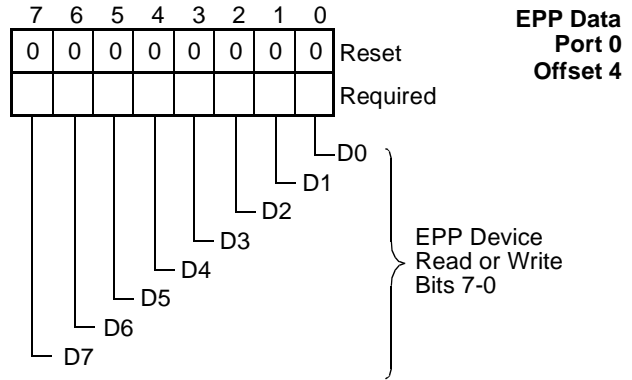 7 6 5 4 3 2 1 0
EPP Data
Port 0
Offset 4
0 0 0 0 0 0 0 0 Reset
Required
D0
D1
D2
D3
D4
D5
D6
D7
EPP Device
Read or Write
Bits 7-0